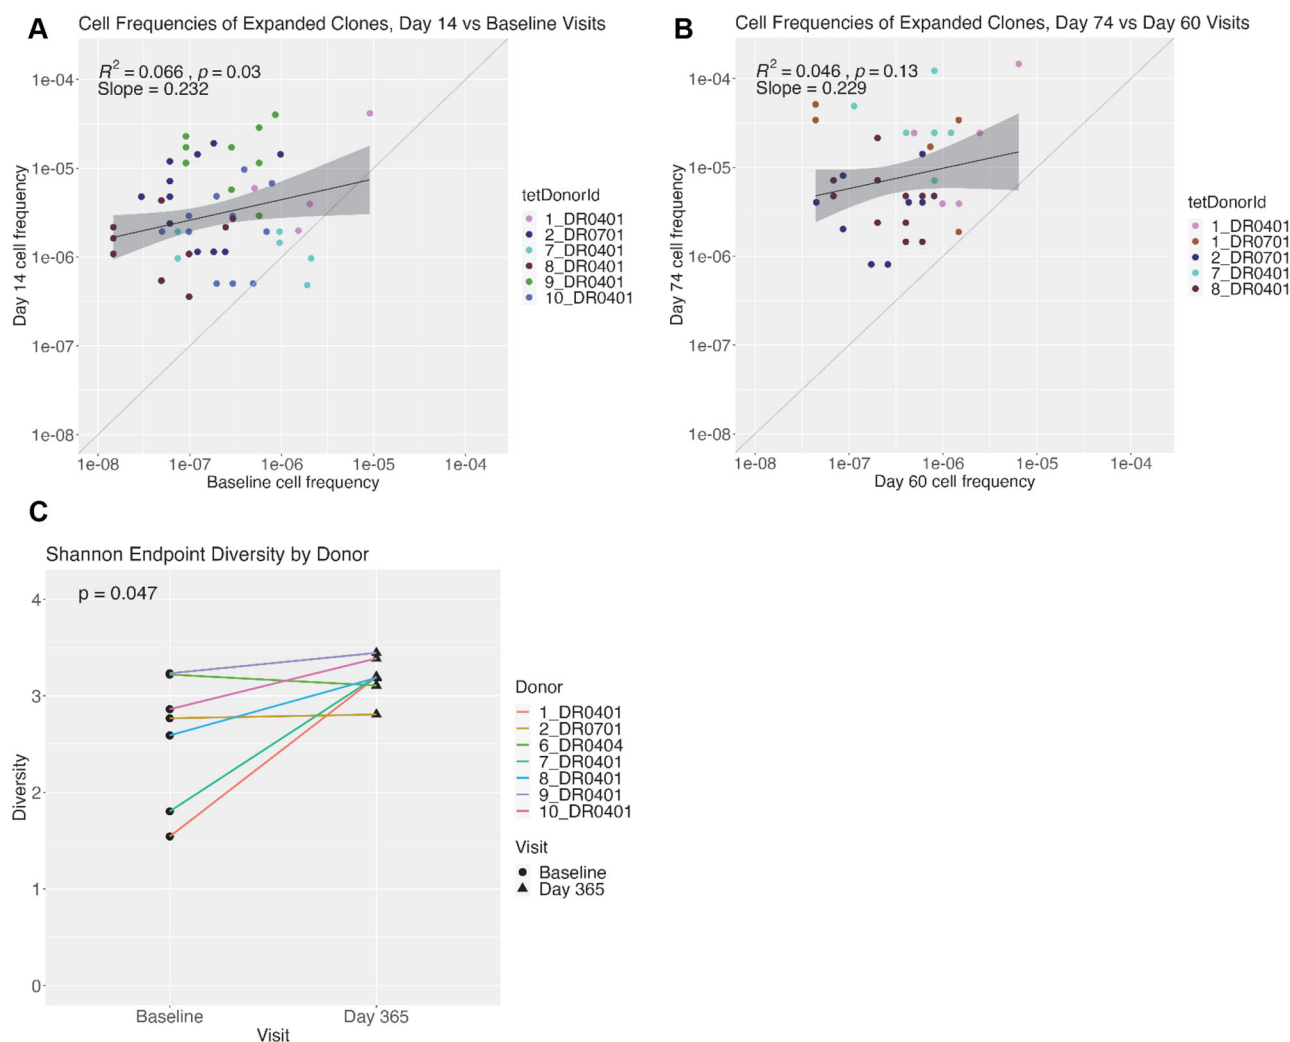 A
Cell Frequencies of Expanded Clones, Day 14 vs Baseline Visits
R² = 0.066 , p = 0.03
Slope = 0.232
1e-04
1e-05
1e-06
1e-07
1e-08
Day 14 cell frequency
1e-08
1e-07
1e-06
1e-05
1e-04
Baseline cell frequency
tetDonorId
1_DR0401
2_DR0701
7_DR0401
8_DR0401
9_DR0401
10_DR0401
B
Cell Frequencies of Expanded Clones, Day 74 vs Day 60 Visits
R² = 0.046 , p = 0.13
Slope = 0.229
1e-04
1e-05
1e-06
1e-07
1e-08
Day 74 cell frequency
1e-08
1e-07
1e-06
1e-05
1e-04
Day 60 cell frequency
tetDonorId
1_DR0401
1_DR0701
2_DR0701
7_DR0401
8_DR0401
C
Shannon Endpoint Diversity by Donor
p = 0.047
4
3
2
1
0
Diversity
Baseline
Day 365
Visit
Donor
1_DR0401
2_DR0701
6_DR0404
7_DR0401
8_DR0401
9_DR0401
10_DR0401
Visit
Baseline
Day 365